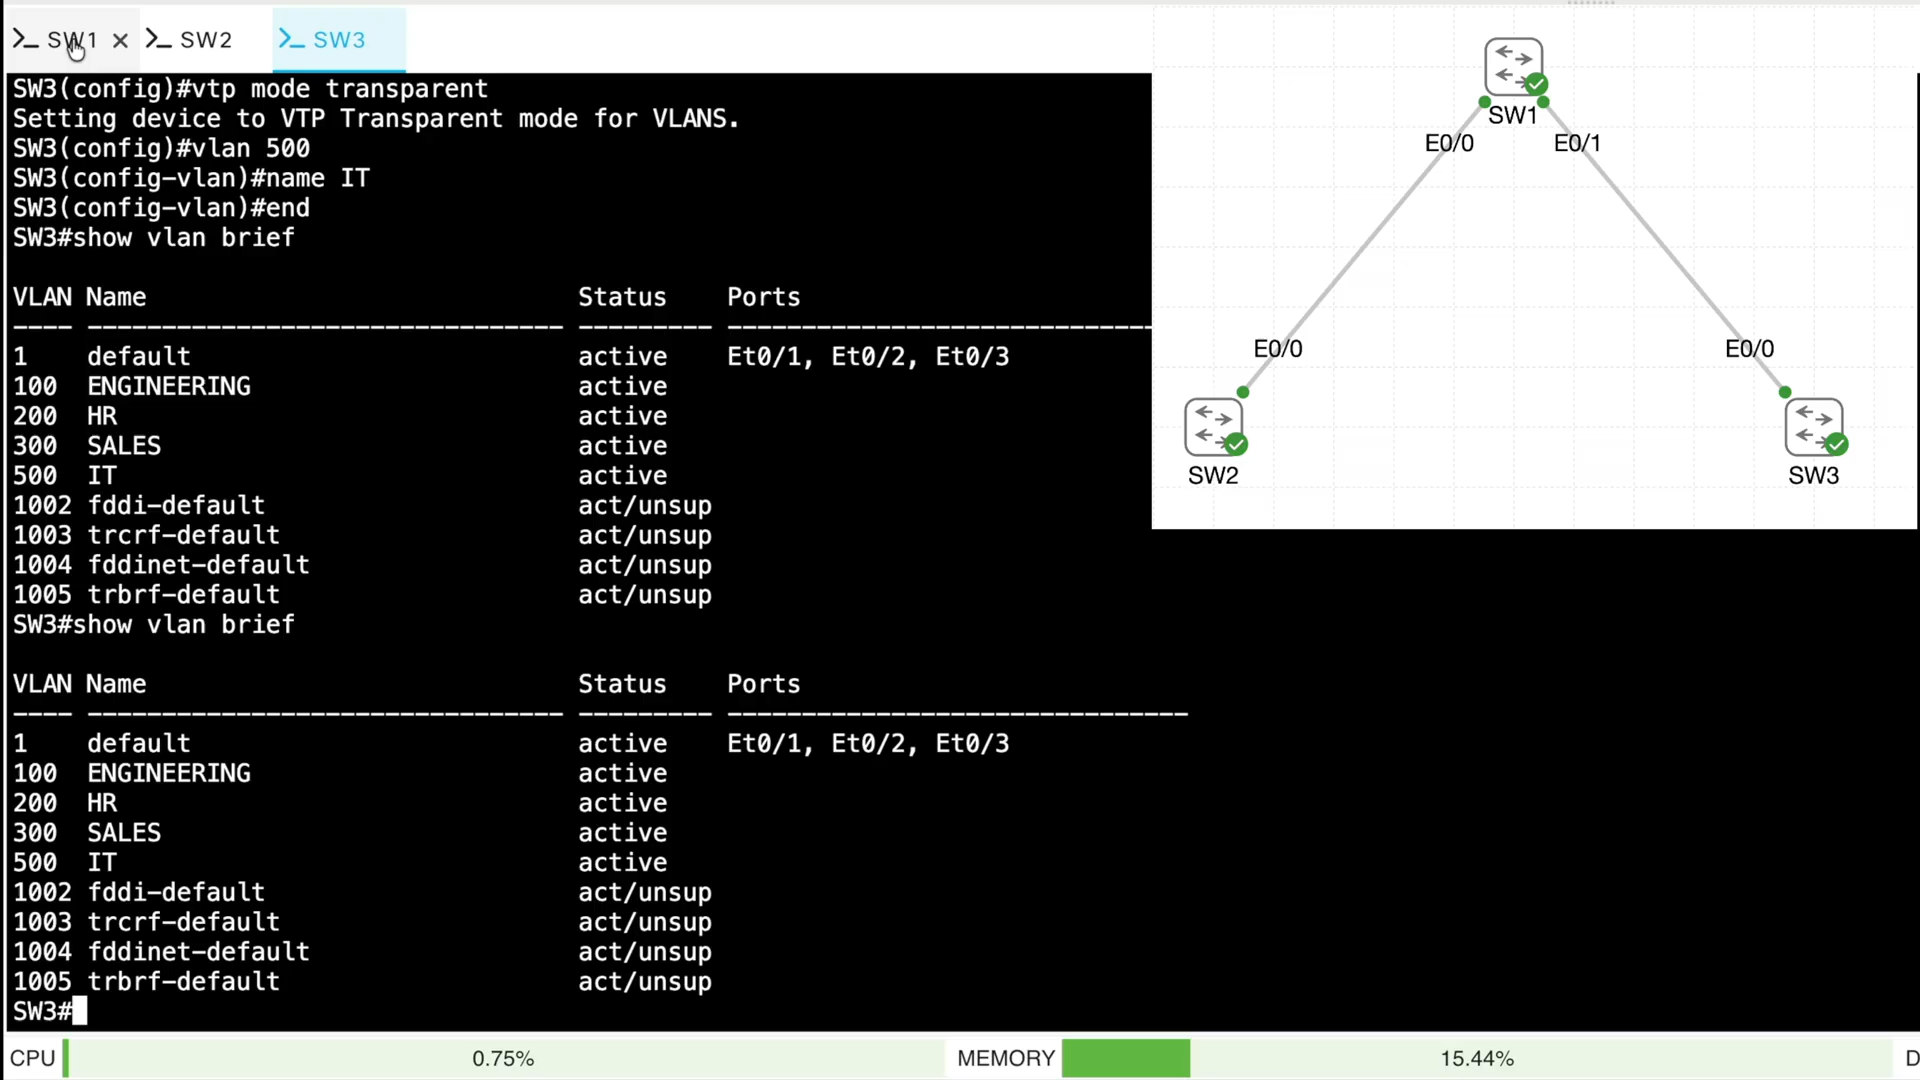 SW1 SW2 SW3
SW3(config)#vtp mode transparent
Setting device to VTP Transparent mode for VLANS.
SW3(config)#vlan 500
SW3(config-vlan)#name IT
SW3(config-vlan)#end
SW3#show vlan brief
VLAN Name Status Ports
---- -------------------------------- --------- -----------------------------
1 default active Et0/1, Et0/2, Et0/3
100 ENGINEERING active
200 HR active
300 SALES active
500 IT active
1002 fddi-default act/unsup
1003 trcrf-default act/unsup
1004 fddinet-default act/unsup
1005 trbrf-default act/unsup
SW3#show vlan brief
VLAN Name Status Ports
---- -------------------------------- --------- -------------------------------
1 default active Et0/1, Et0/2, Et0/3
100 ENGINEERING active
200 HR active
300 SALES active
500 IT active
1002 fddi-default act/unsup
1003 trcrf-default act/unsup
1004 fddinet-default act/unsup
1005 trbrf-default act/unsup
SW3#
SW1
E0/0 E0/1
E0/0 E0/0
SW2 SW3
CPU 0.75% MEMORY 15.44% D